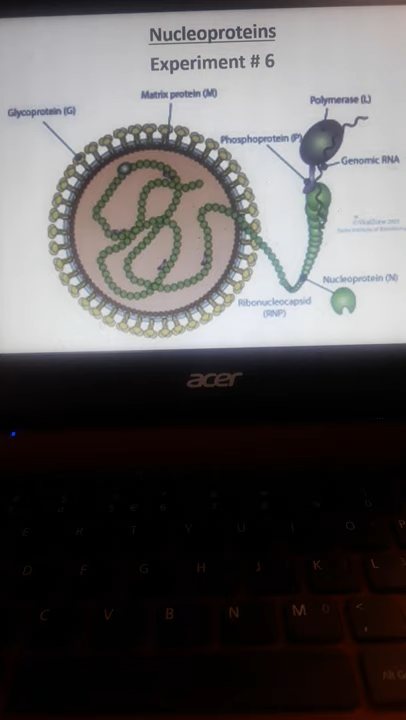 Nucleoproteins
Experiment # 6
Matrix protein (M)
Polymerase (L)
Glycoprotein (G)
Phosphoprotein (P)
Genomic RNA
Nucleoprotein (N)
Ribonucleocapsid
(RNP)
acer
E R T Y U I O P
D F G H J K L
C V B N M